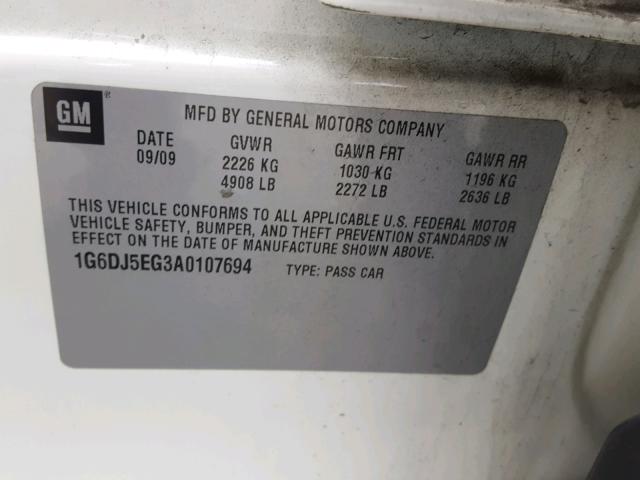 GM®
MFD BY GENERAL MOTORS COMPANY
DATE GVWR GAWR FRT GAWR RR
09/09 2226 KG 1030 KG 1196 KG
4908 LB 2272 LB 2636 LB
THIS VEHICLE CONFORMS TO ALL APPLICABLE U.S. FEDERAL MOTOR
VEHICLE SAFETY, BUMPER, AND THEFT PREVENTION STANDARDS IN
EFFECT ON THE DATE OF MANUFACTURE SHOWN ABOVE.
1G6DJ5EG3A0107694 TYPE: PASS CAR